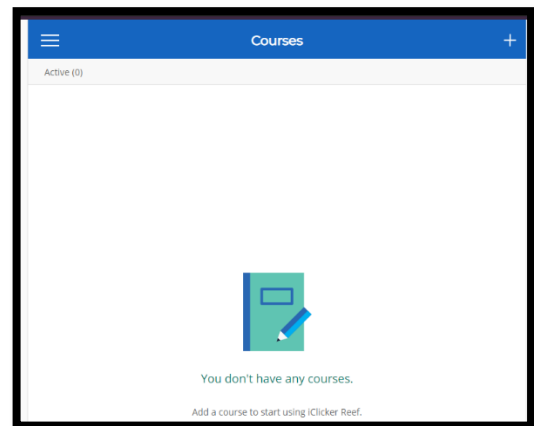 Courses +
Active (0)
You don't have any courses.
Add a course to start using iClicker Reef.